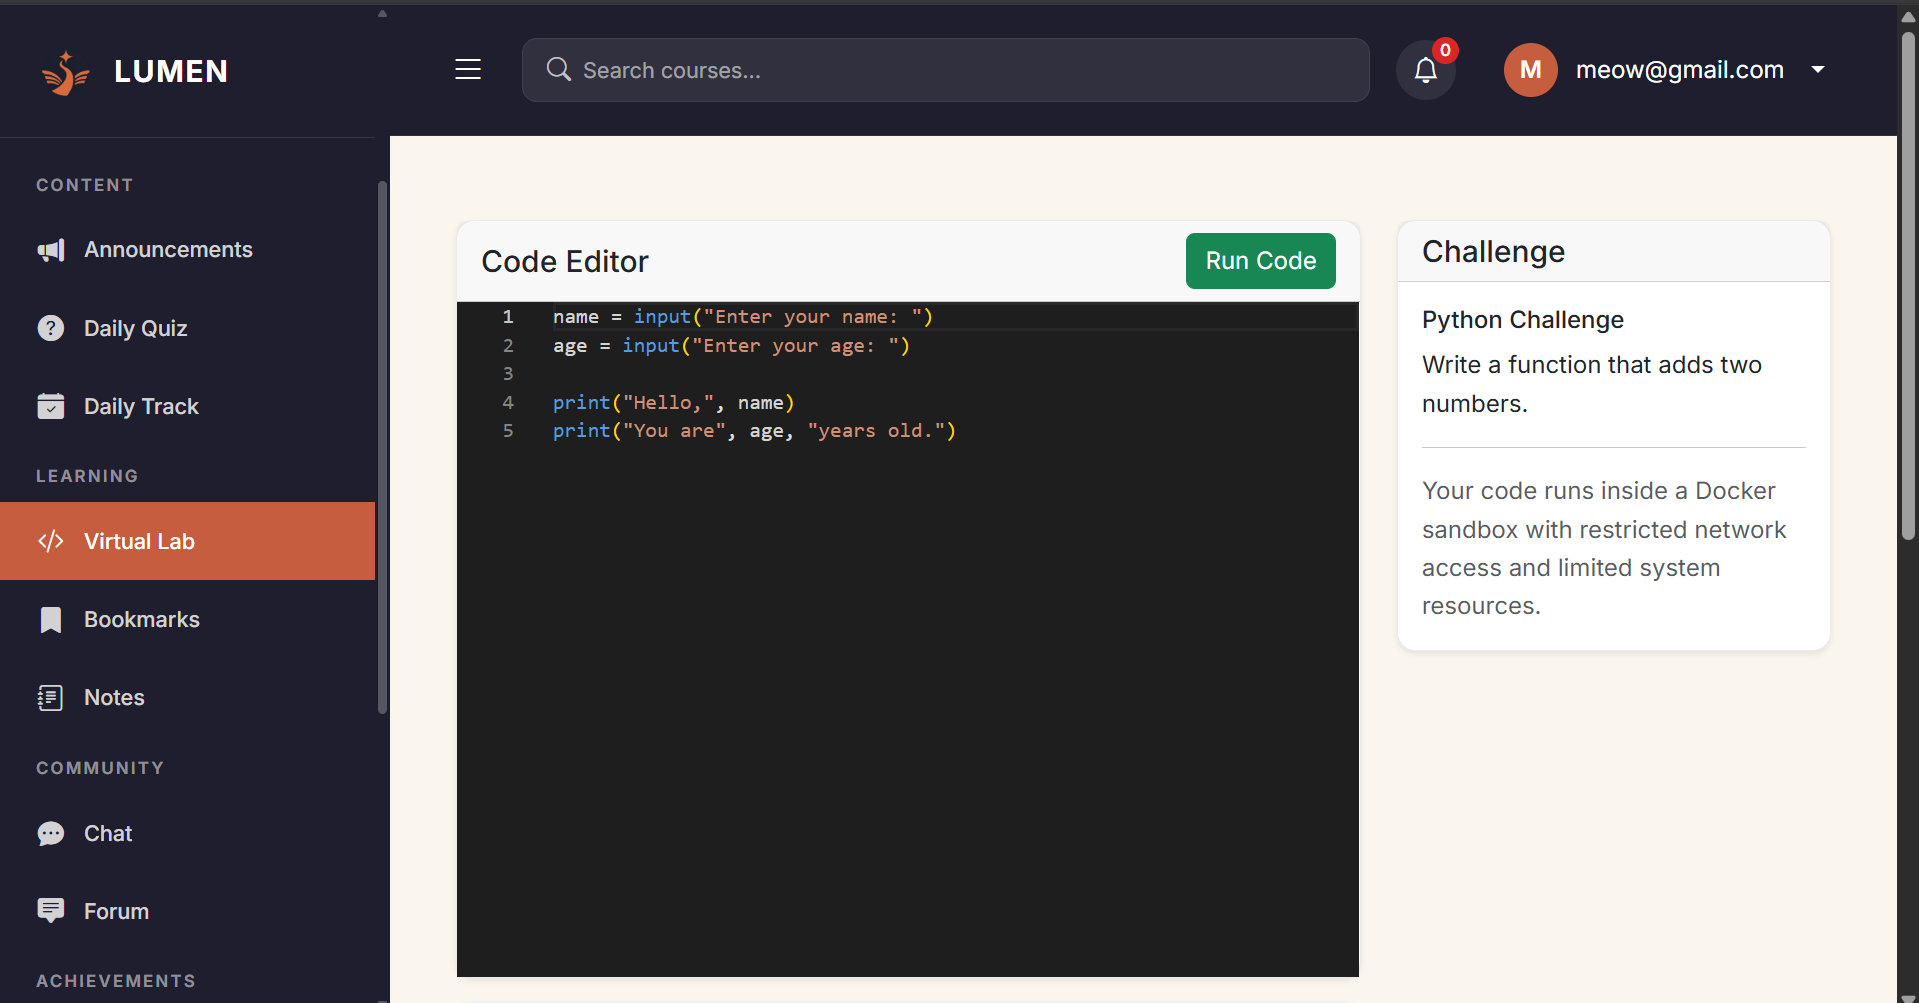 LUMEN
Search courses...
0
M
meow@gmail.com
CONTENT
Announcements
Daily Quiz
Daily Track
LEARNING
Virtual Lab
Bookmarks
Notes
COMMUNITY
Chat
Forum
ACHIEVEMENTS
Code Editor
Run Code
1 name = input("Enter your name: ")
2 age = input("Enter your age: ")
3
4 print("Hello,", name)
5 print("You are", age, "years old.")
Challenge
Python Challenge
Write a function that adds two
numbers.
Your code runs inside a Docker
sandbox with restricted network
access and limited system
resources.